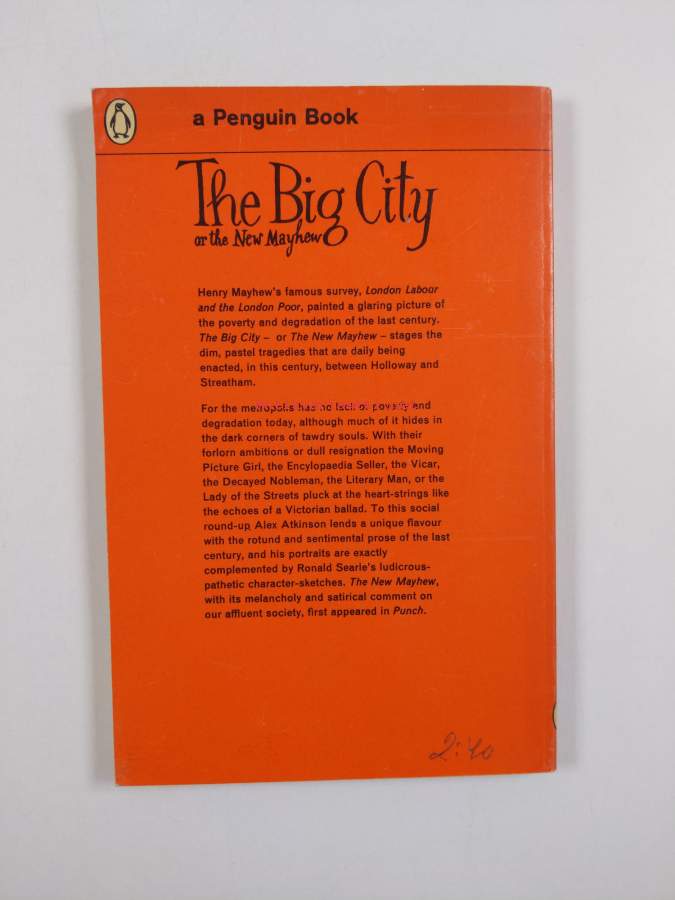 a Penguin Book
The Big City
or the New Mayhew
Henry Mayhew's famous survey, London Labour
and the London Poor, painted a glaring picture of
the poverty and degradation of the last century.
The Big City – or The New Mayhew – stages the
dim, pastel tragedies that are daily being
enacted, in this century, between Holloway and
Streatham.
For the metropolis has no lack of poverty and
degradation today, although much of it hides in
the dark corners of tawdry souls. With their
forlorn ambitions or dull resignation the Moving
Picture Girl, the Encylopaedia Seller, the Vicar,
the Decayed Nobleman, the Literary Man, or the
Lady of the Streets pluck at the heart-strings like
the echoes of a Victorian ballad. To this social
round-up Alex Atkinson lends a unique flavour
with the rotund and sentimental prose of the last
century, and his portraits are exactly
complemented by Ronald Searle's ludicrous-
pathetic character-sketches. The New Mayhew,
with its melancholy and satirical comment on
our affluent society, first appeared in Punch.